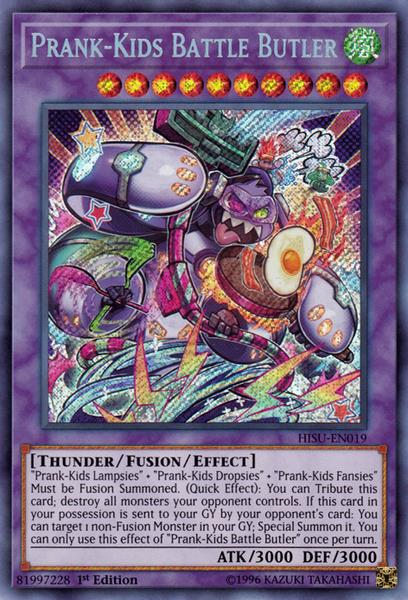 Prank-Kids Battle Butler
HISU-EN019
[Thunder/Fusion/Effect]
"Prank-Kids Lampsies" + "Prank-Kids Dropsies" + "Prank-Kids Fansies"
Must be Fusion Summoned. (Quick Effect): You can Tribute this
card; destroy all monsters your opponent controls. If this card in
your possession is sent to your GY by your opponent's card: You
can target 1 non-Fusion Monster in your GY; Special Summon it. You
can only use this effect of "Prank-Kids Battle Butler" once per turn.
ATK/3000 DEF/3000
81997228 1st Edition ©1996 KAZUKI TAKAHASHI